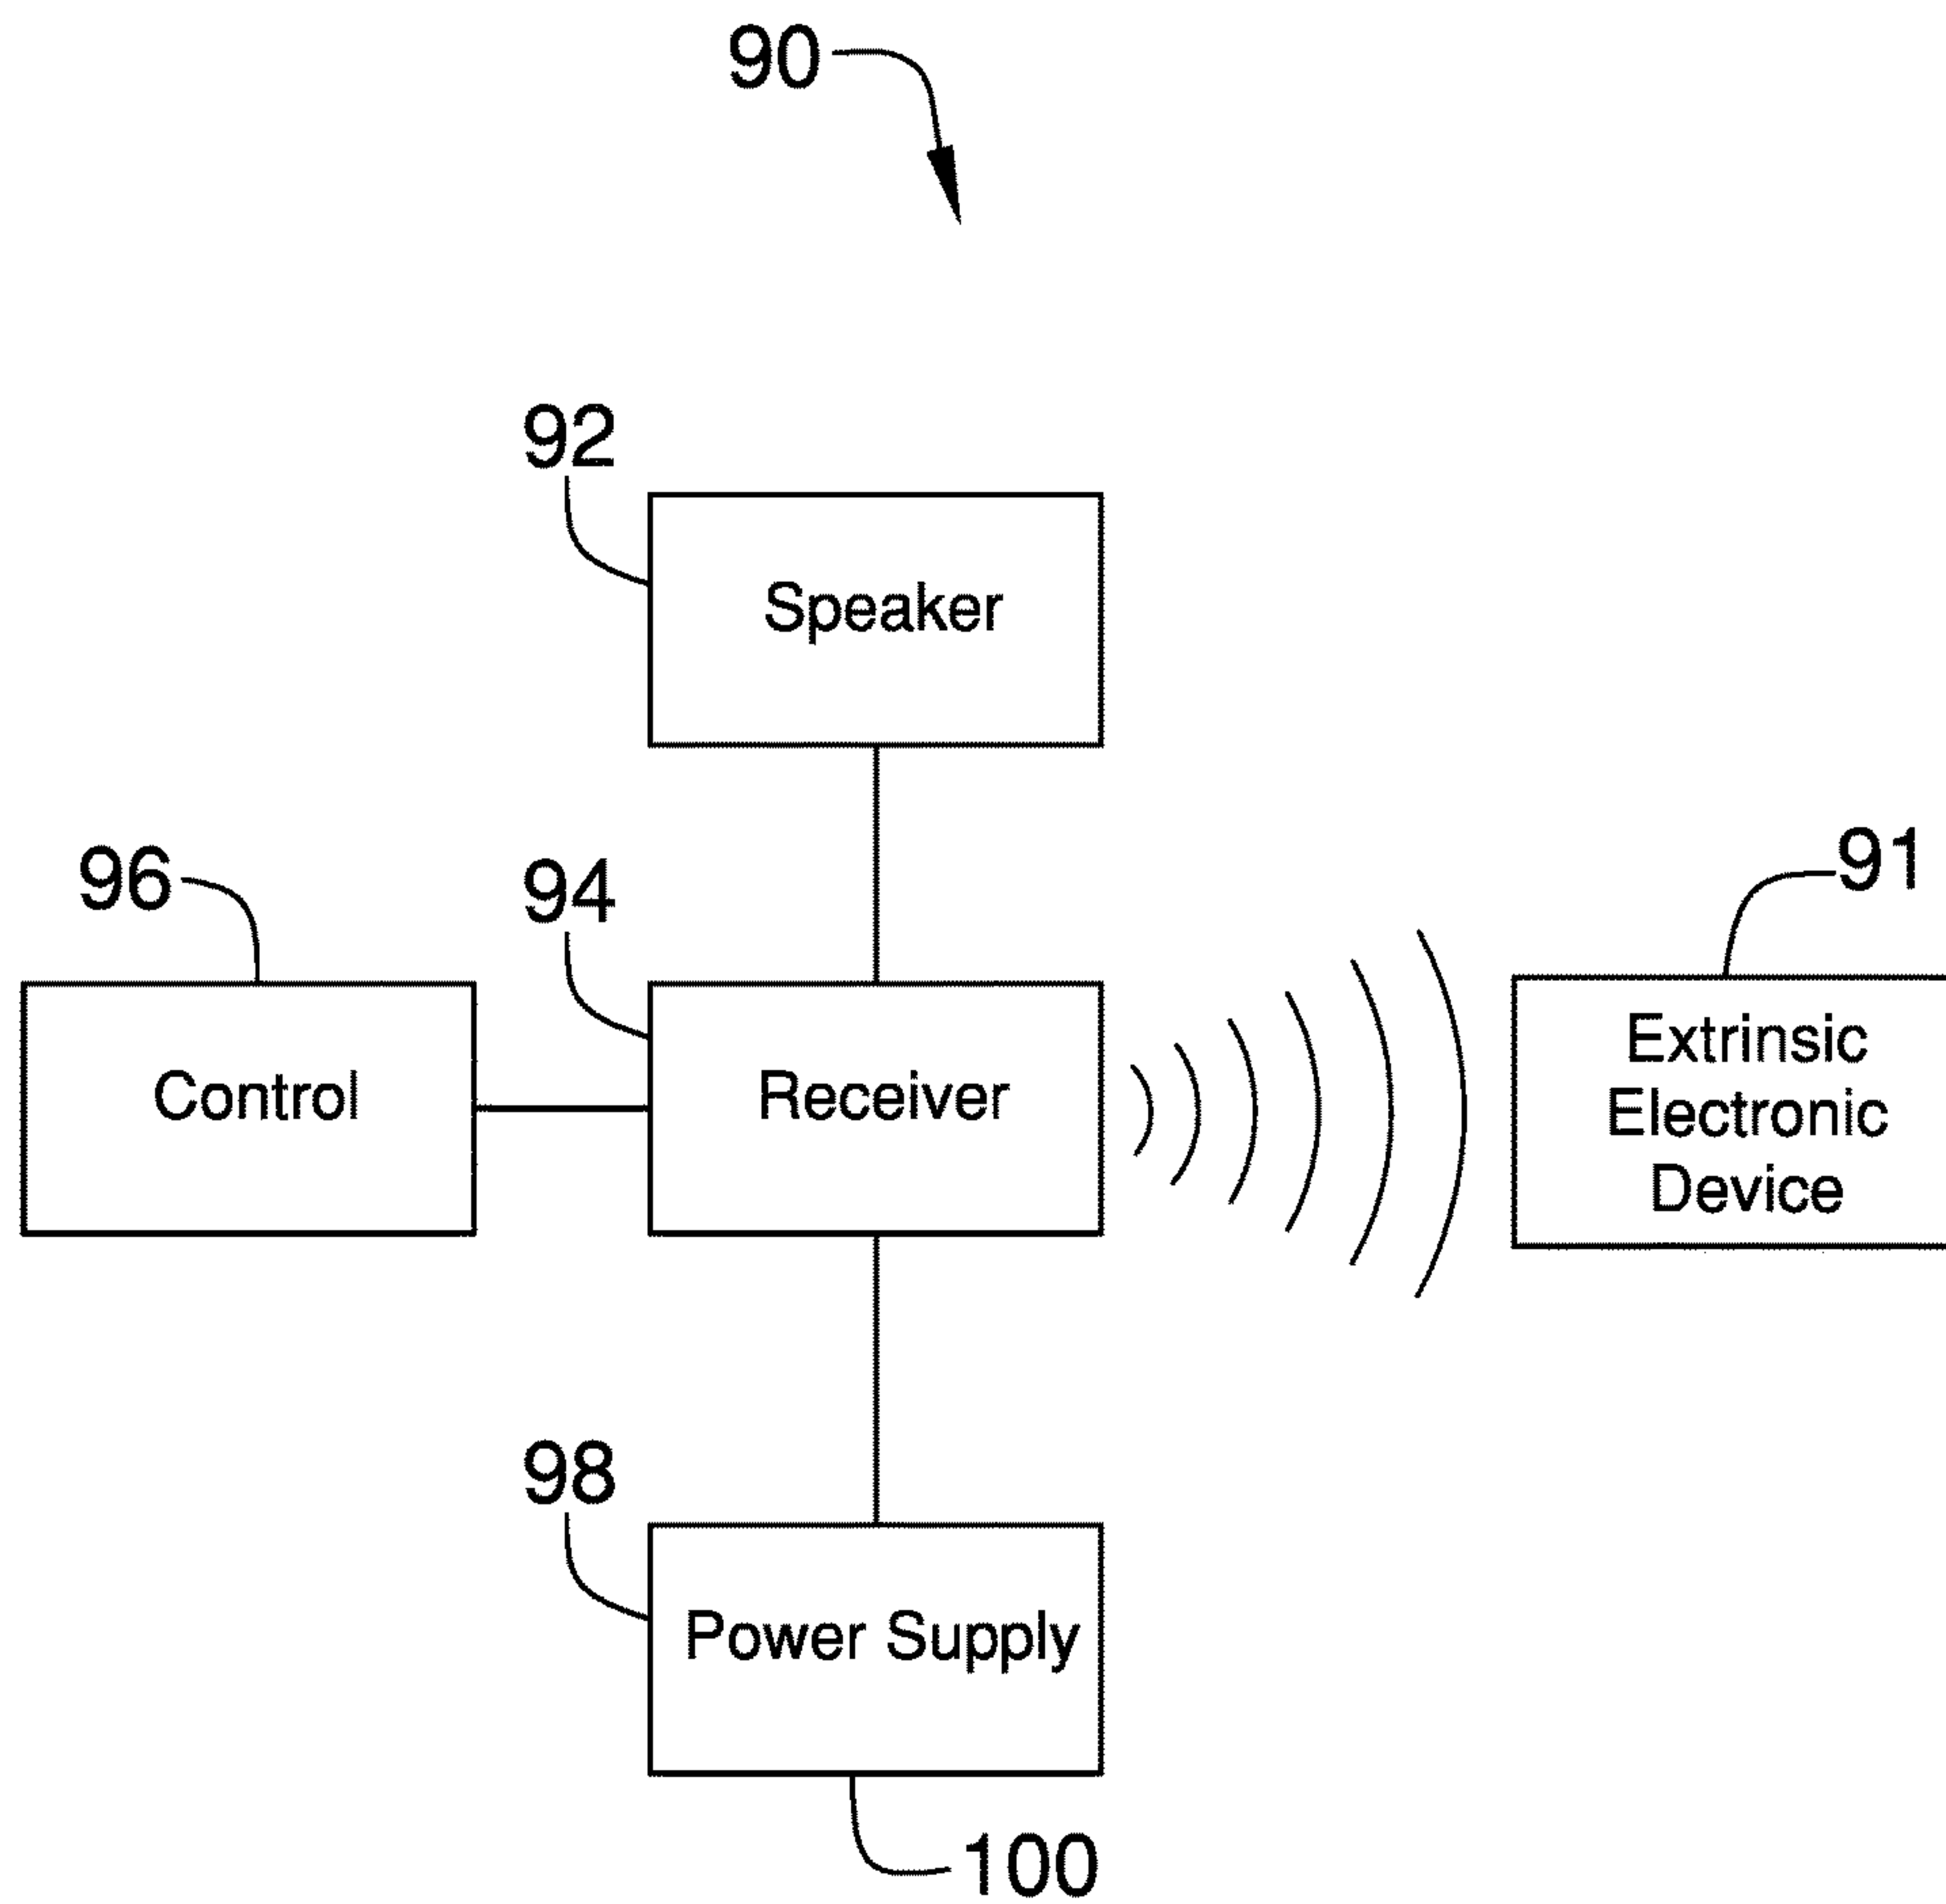 90
92
Speaker
96
94
91
Control
Receiver
Extrinsic
Electronic
Device
98
Power Supply
100